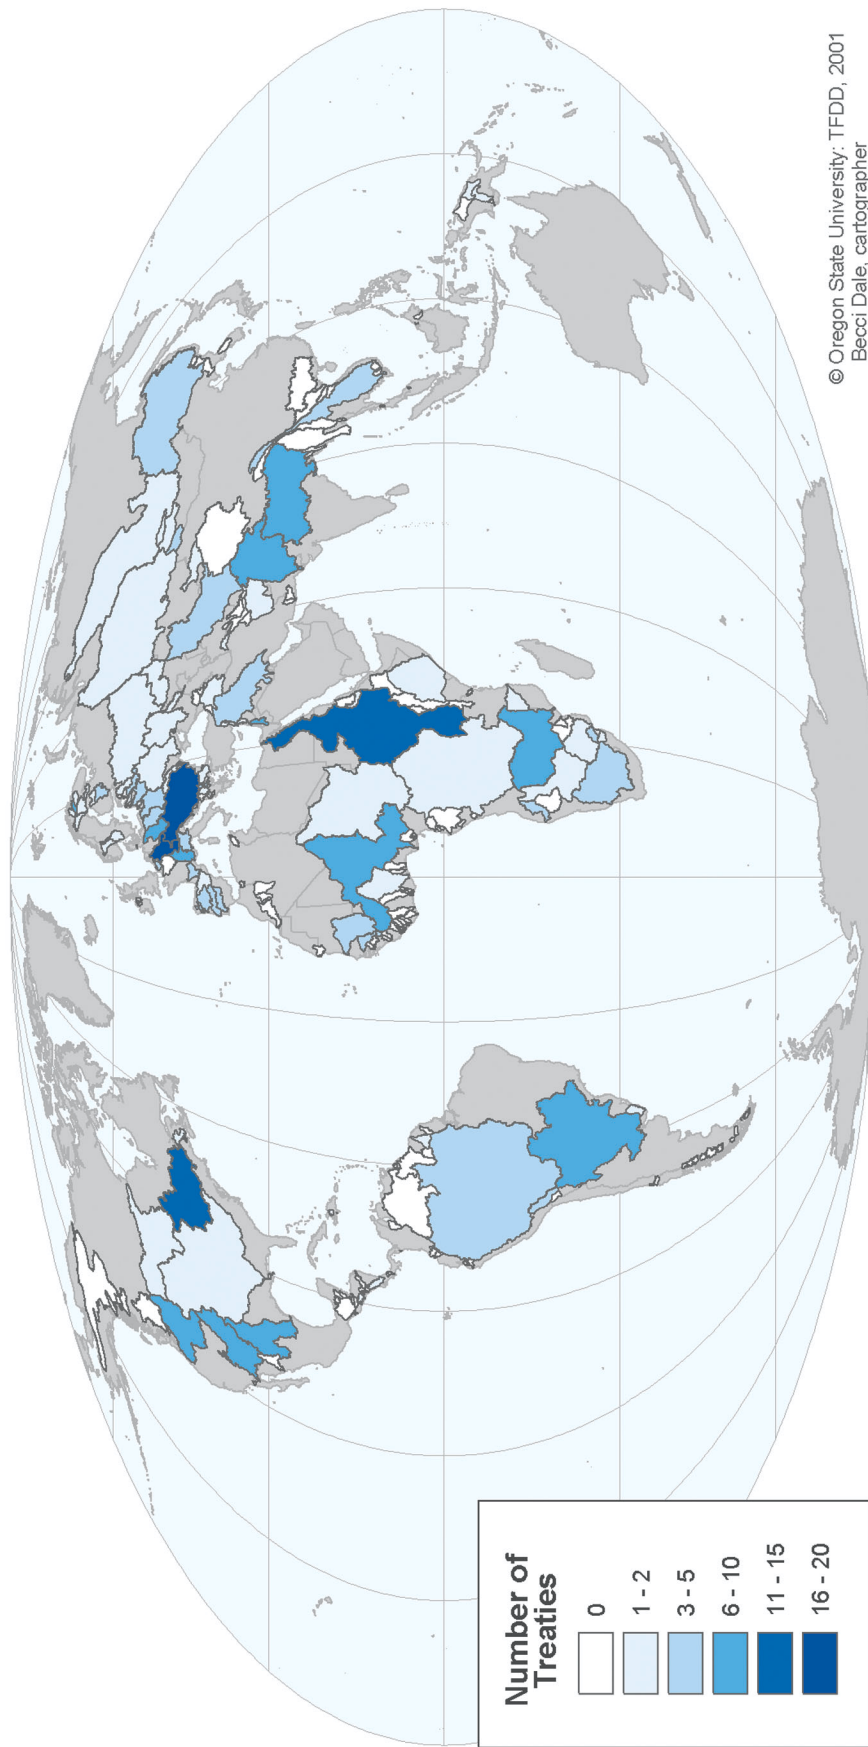 Number of
Treaties
0
1 - 2
3 - 5
6 - 10
11 - 15
16 - 20
© Oregon State University: TFDD, 2001
Becci Dale, cartographer